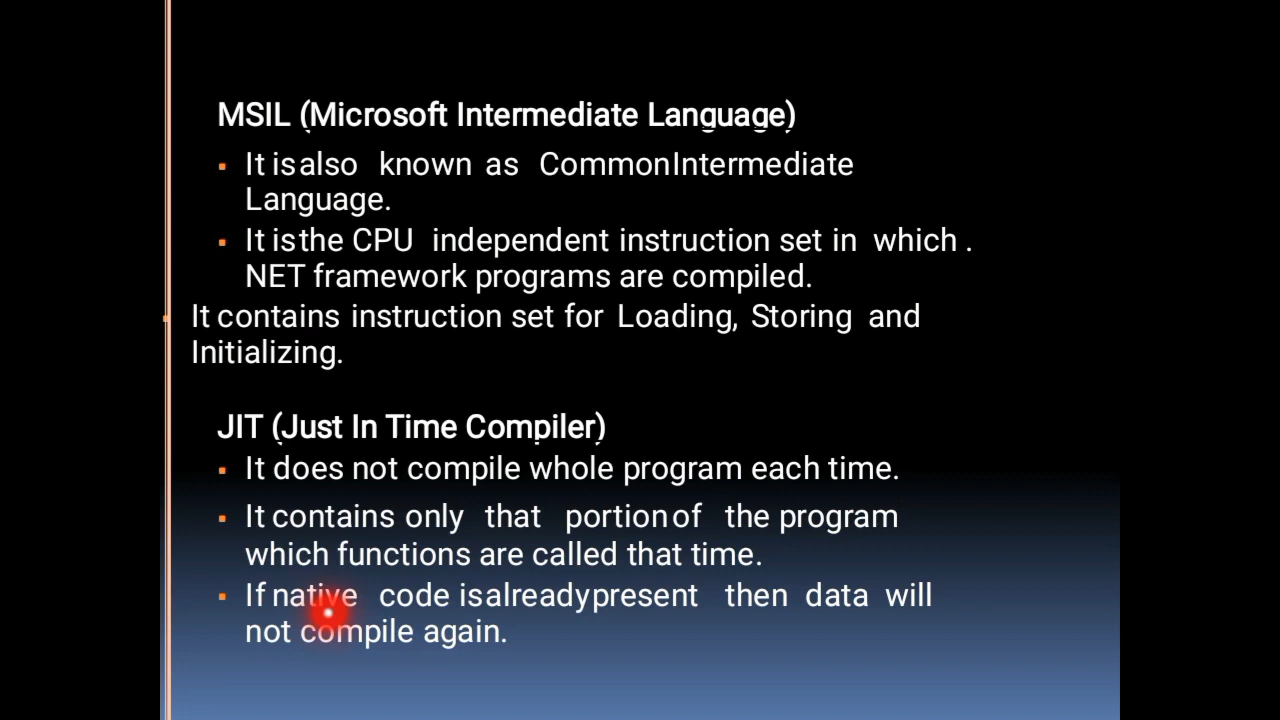 MSIL (Microsoft Intermediate Language)
▪ It isalso known as CommonIntermediate
Language.
▪ It isthe CPU independent instruction set in which .
NET framework programs are compiled.
▪ It contains instruction set for Loading, Storing and
Initializing.
JIT (Just In Time Compiler)
▪ It does not compile whole program each time.
▪ It contains only that portionof the program
which functions are called that time.
▪ If native code isalreadypresent then data will
not compile again.